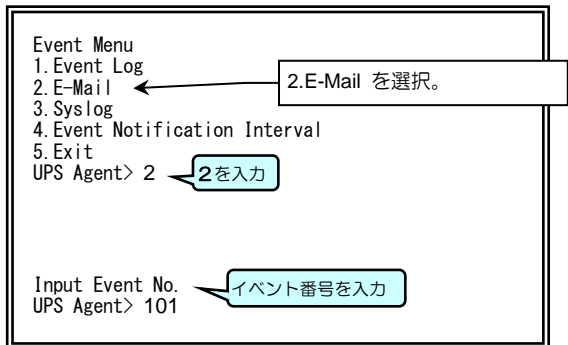 Event Menu
1.Event Log
2.E-Mail
2.E-Mail を選択。
3.Syslog
4.Event Notification Interval
5.Exit
UPS Agent> 2
2を入力
Input Event No.
イベント番号を入力
UPS Agent> 101